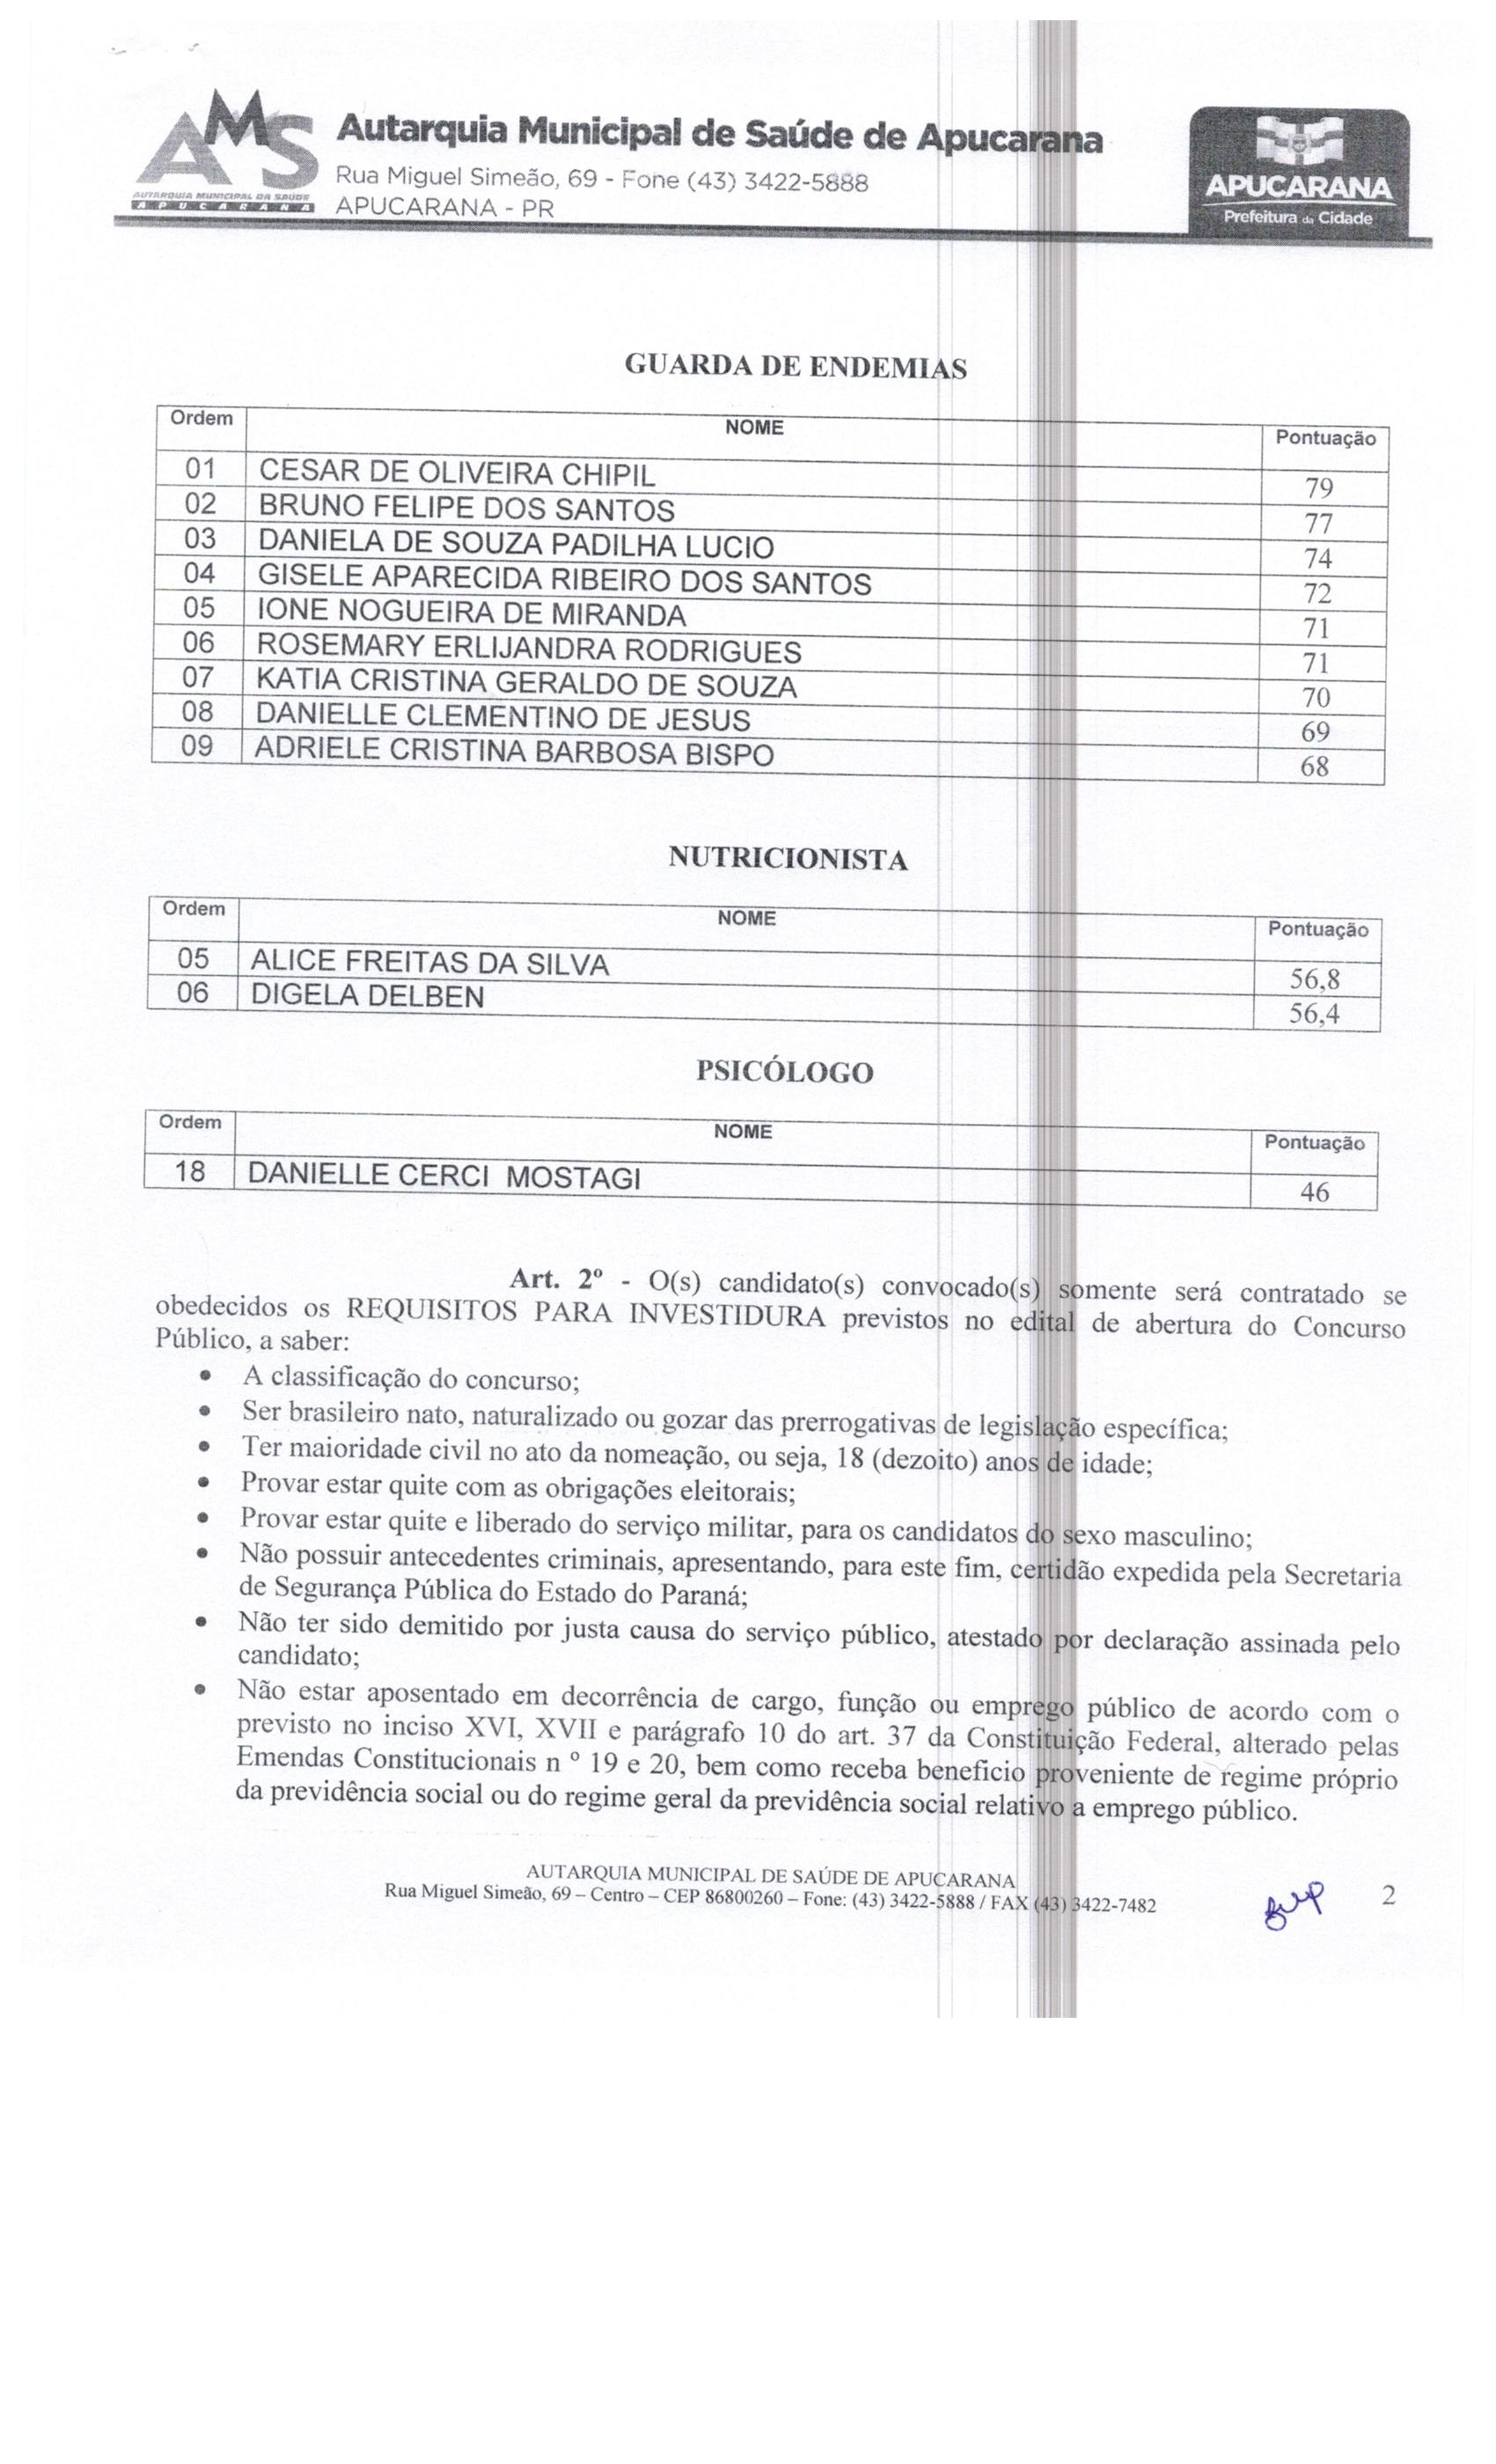 AMS
AUTARQUIA MUNICIPAL DA SAÚDE
APUCARANA
Autarquia Municipal de Saúde de Apucarana
Rua Miguel Simeão, 69 - Fone (43) 3422-5888
APUCARANA - PR
APUCARANA
Prefeitura da Cidade
GUARDA DE ENDEMIAS
Ordem NOME Pontuação
01 CESAR DE OLIVEIRA CHIPIL 79
02 BRUNO FELIPE DOS SANTOS 77
03 DANIELA DE SOUZA PADILHA LUCIO 74
04 GISELE APARECIDA RIBEIRO DOS SANTOS 72
05 IONE NOGUEIRA DE MIRANDA 71
06 ROSEMARY ERLIJANDRA RODRIGUES 71
07 KATIA CRISTINA GERALDO DE SOUZA 70
08 DANIELLE CLEMENTINO DE JESUS 69
09 ADRIELE CRISTINA BARBOSA BISPO 68
NUTRICIONISTA
Ordem NOME Pontuação
05 ALICE FREITAS DA SILVA 56,8
06 DIGELA DELBEN 56,4
PSICÓLOGO
Ordem NOME Pontuação
18 DANIELLE CERCI MOSTAGI 46
Art. 2º - O(s) candidato(s) convocado(s) somente será contratado se
obedecidos os REQUISITOS PARA INVESTIDURA previstos no edital de abertura do Concurso
Público, a saber:
• A classificação do concurso;
• Ser brasileiro nato, naturalizado ou gozar das prerrogativas de legislação específica;
• Ter maioridade civil no ato da nomeação, ou seja, 18 (dezoito) anos de idade;
• Provar estar quite com as obrigações eleitorais;
• Provar estar quite e liberado do serviço militar, para os candidatos do sexo masculino;
• Não possuir antecedentes criminais, apresentando, para este fim, certidão expedida pela Secretaria
de Segurança Pública do Estado do Paraná;
• Não ter sido demitido por justa causa do serviço público, atestado por declaração assinada pelo
candidato;
• Não estar aposentado em decorrência de cargo, função ou emprego público de acordo com o
previsto no inciso XVI, XVII e parágrafo 10 do art. 37 da Constituição Federal, alterado pelas
Emendas Constitucionais n º 19 e 20, bem como receba beneficio proveniente de regime próprio
da previdência social ou do regime geral da previdência social relativo a emprego público.
AUTARQUIA MUNICIPAL DE SAÚDE DE APUCARANA
Rua Miguel Simeão, 69 – Centro – CEP 86800260 – Fone: (43) 3422-5888 / FAX (43) 3422-7482
2